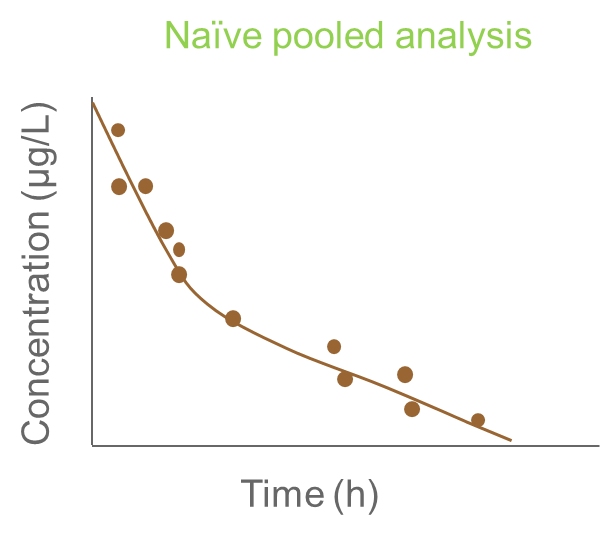 Naïve pooled analysis
Concentration (µg/L)
Time (h)